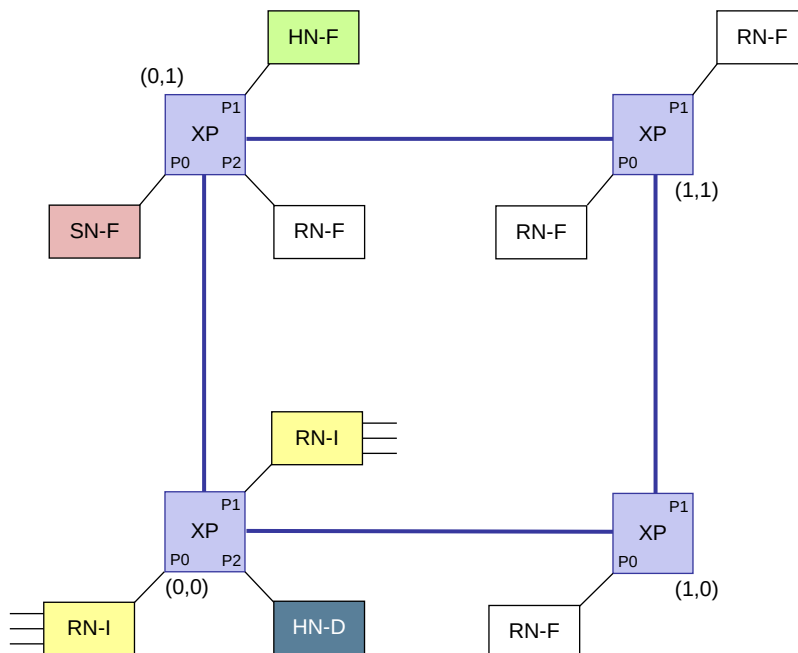 HN-F
RN-F
(0,1)
P1
P1
XP
XP
P0
P2
P0
(1,1)
SN-F
RN-F
RN-F
RN-I
P1
P1
XP
XP
P0
P2
P0
(0,0)
(1,0)
RN-I
HN-D
RN-F